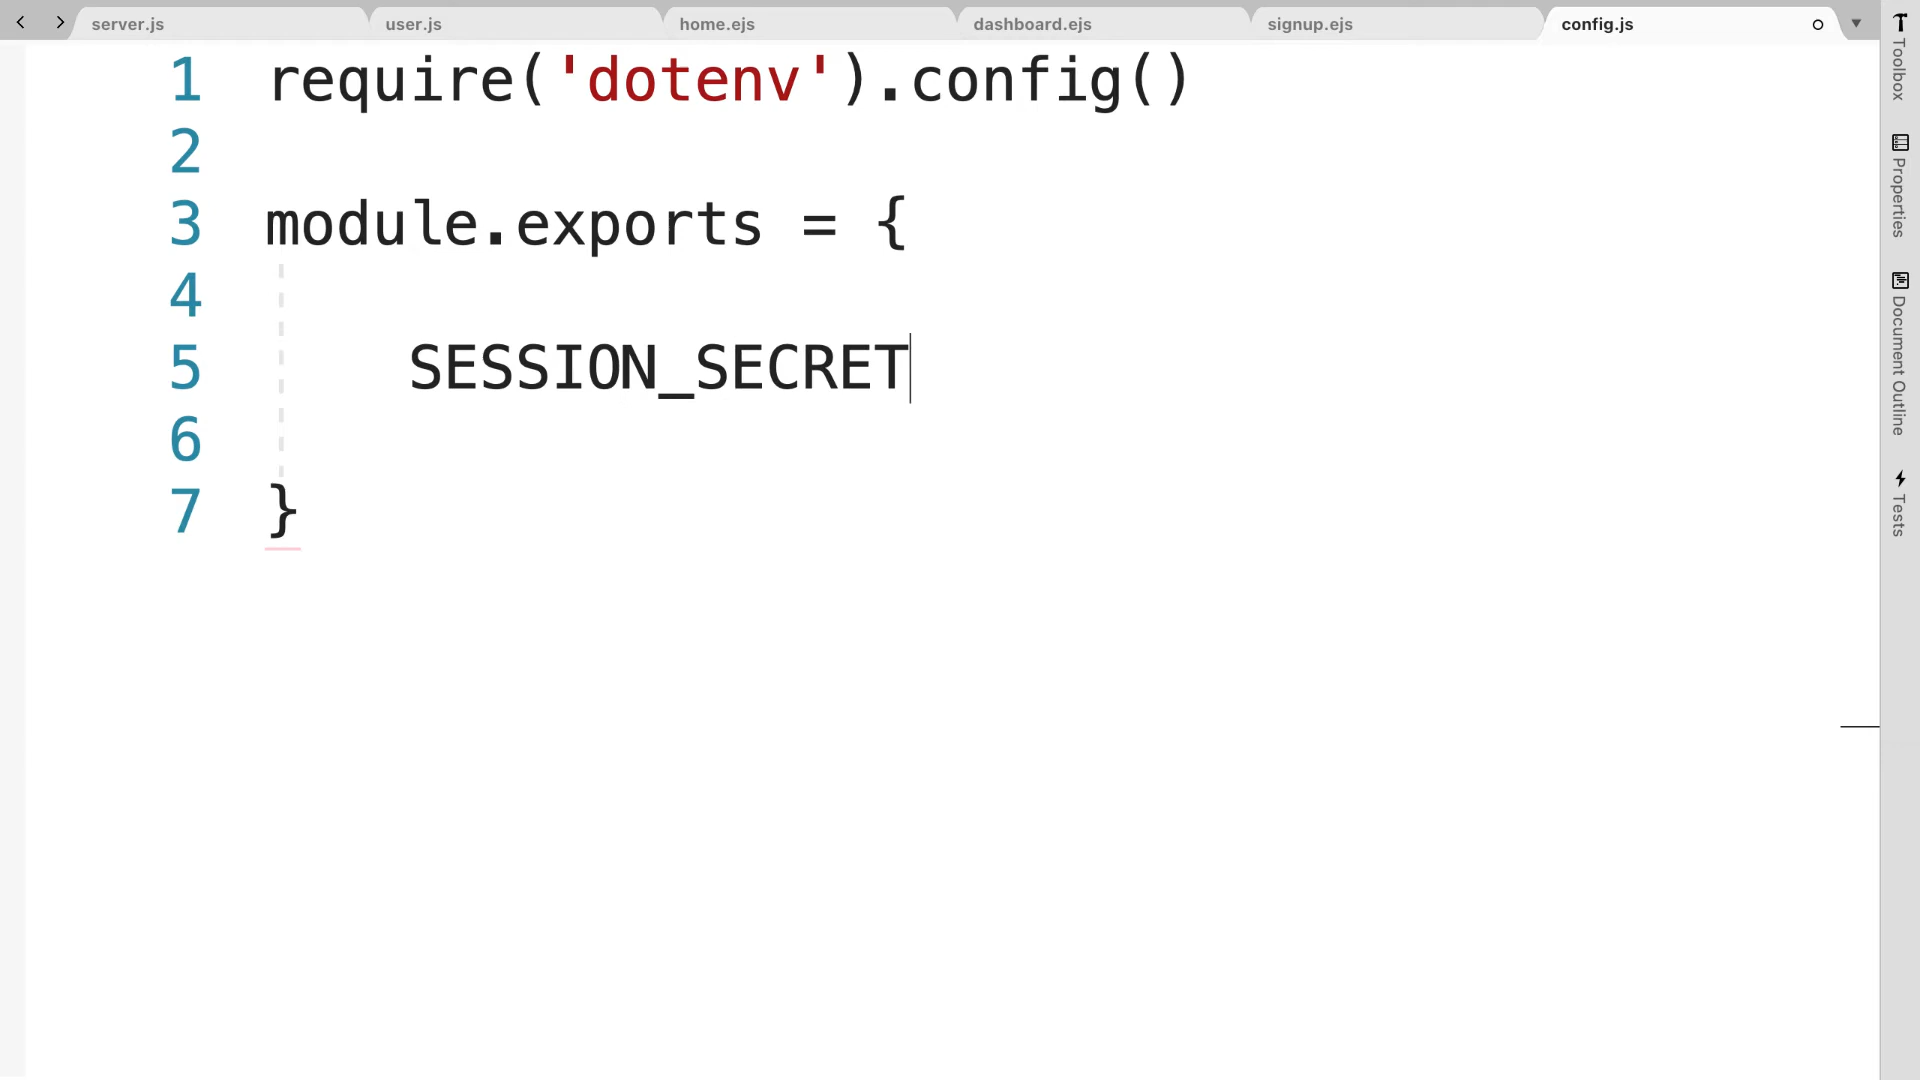 server.js user.js home.ejs dashboard.ejs signup.ejs config.js
1 require('dotenv').config()
2
3 module.exports = {
4
5 SESSION_SECRET
6
7 }
Toolbox
Properties
Document Outline
Tests